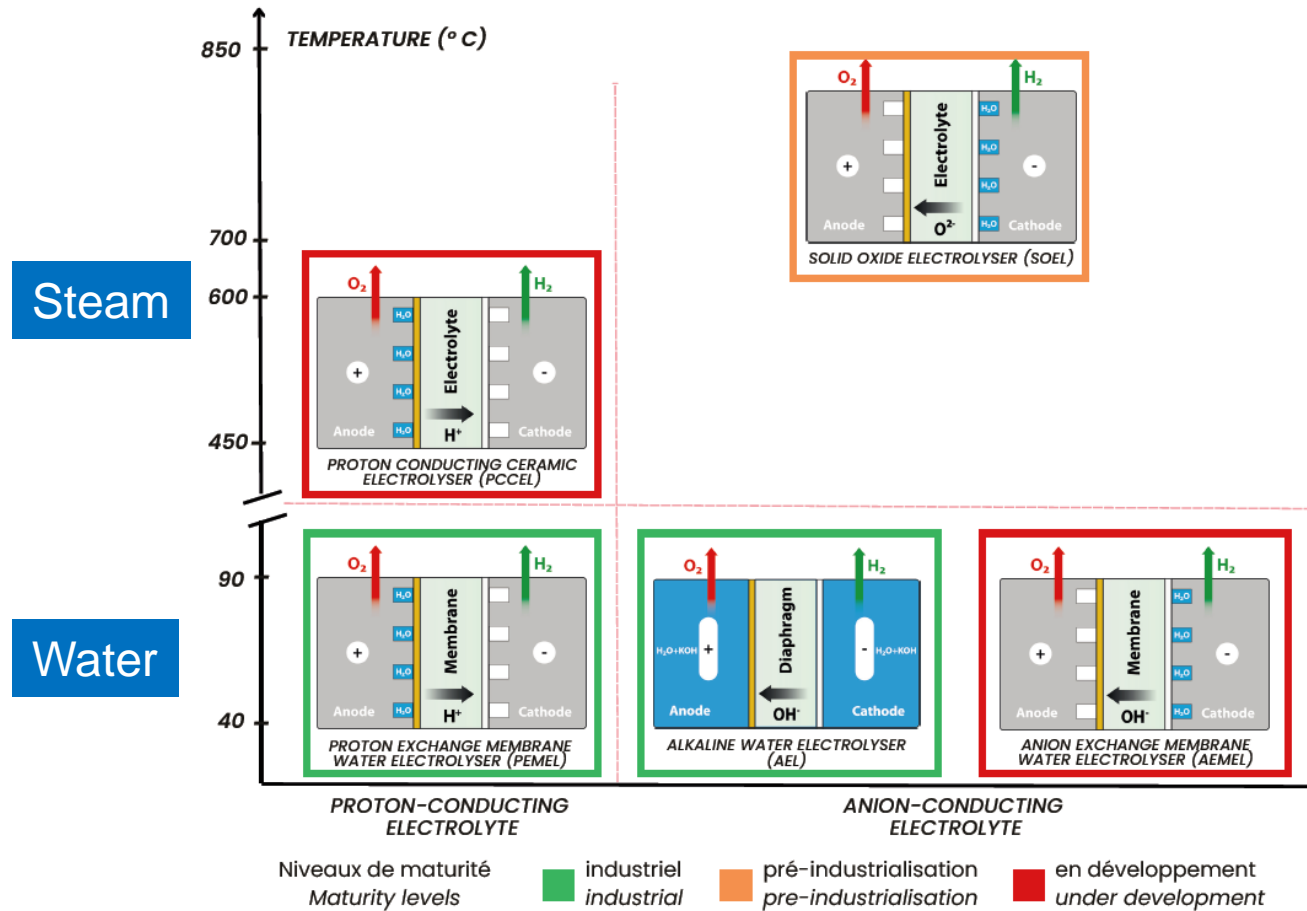 TEMPERATURE (° C)
850
700
600
450
90
40
Steam
Water
O₂
H₂
Electrolyte
H₂O
H₂O
H₂O
H₂O
+
-
Anode
O²⁻
Cathode
SOLID OXIDE ELECTROLYSER (SOEL)
O₂
H₂
H₂O
H₂O
H₂O
H₂O
Electrolyte
+
-
Anode
H⁺
Cathode
PROTON CONDUCTING CERAMIC
ELECTROLYSER (PCCEL)
O₂
H₂
H₂O
H₂O
H₂O
H₂O
Membrane
+
-
Anode
H⁺
Cathode
PROTON EXCHANGE MEMBRANE
WATER ELECTROLYSER (PEMEL)
O₂
H₂
Diaphragm
H₂O+KOH
+
-
H₂O+KOH
Anode
OH⁻
Cathode
ALKALINE WATER ELECTROLYSER
(AEL)
O₂
H₂
Membrane
H₂O
H₂O
H₂O
H₂O
+
-
Anode
OH⁻
Cathode
ANION EXCHANGE MEMBRANE
WATER ELECTROLYSER (AEMEL)
PROTON-CONDUCTING
ELECTROLYTE
ANION-CONDUCTING
ELECTROLYTE
Niveaux de maturité
Maturity levels
industriel
industrial
pré-industrialisation
pre-industrialisation
en développement
under development